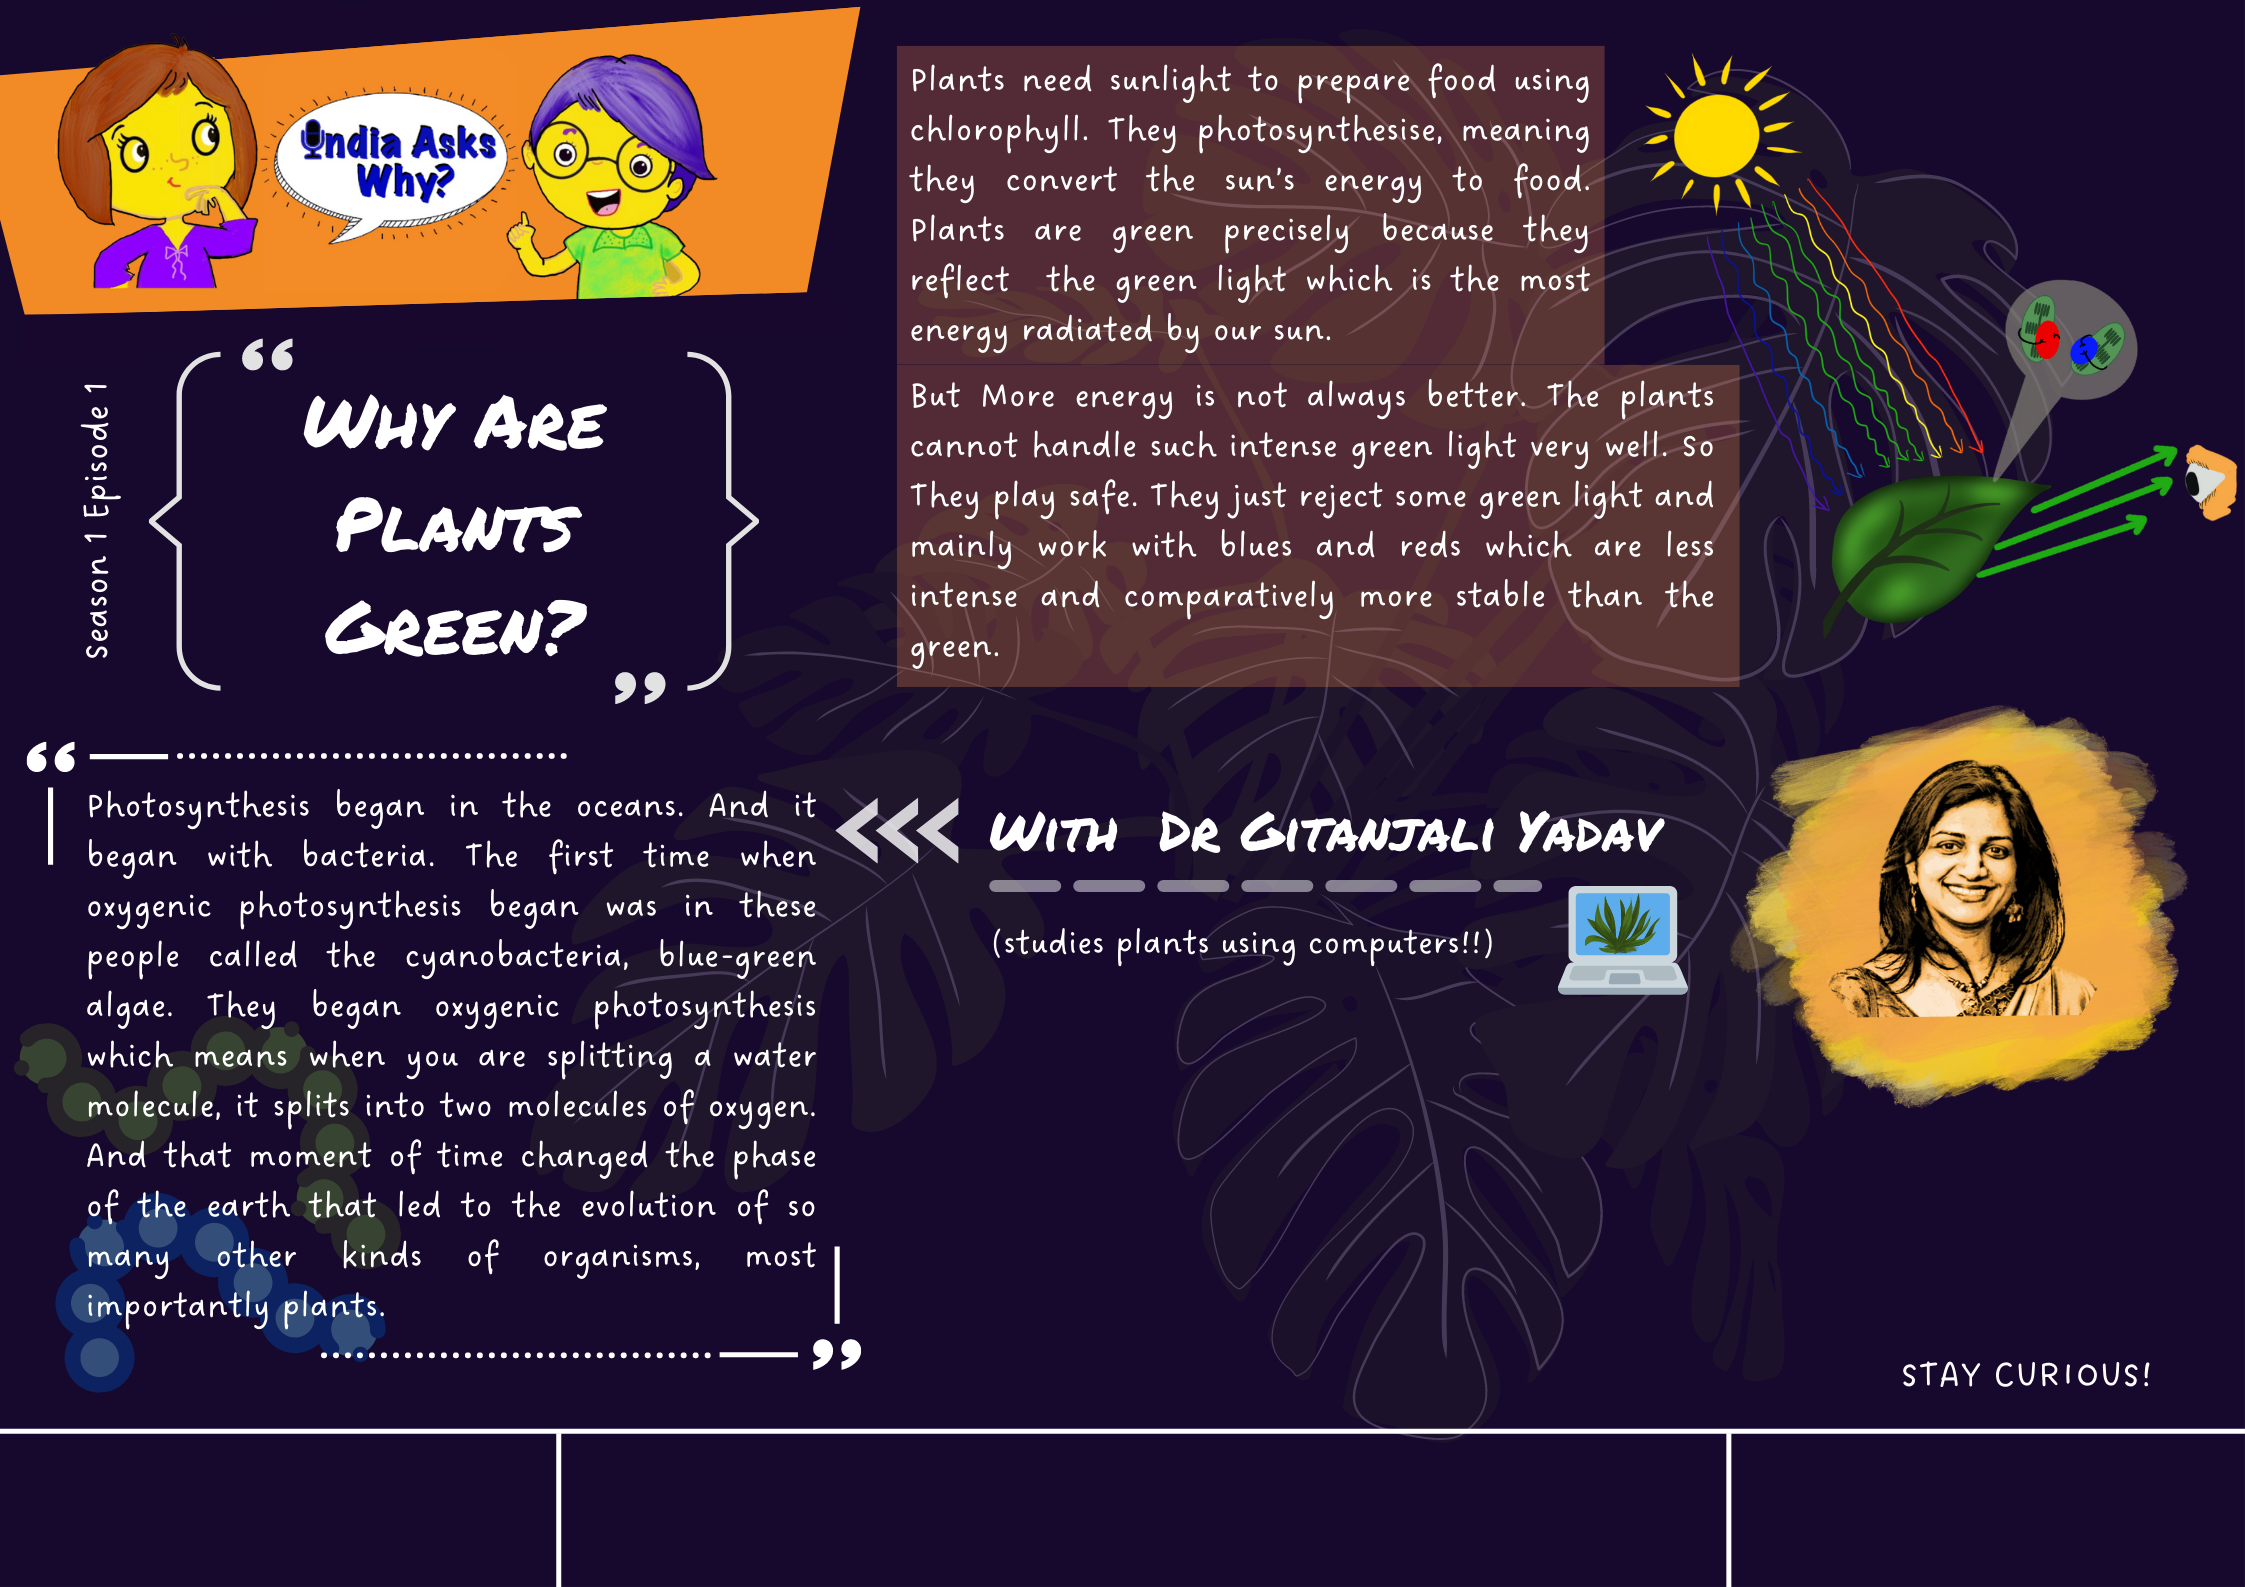 India Asks
Why?
Season 1 Episode 1
“
Why Are
Plants
Green?
”
Plants need sunlight to prepare food using
chlorophyll. They photosynthesise, meaning
they convert the sun's energy to food.
Plants are green precisely because they
reflect the green light which is the most
energy radiated by our sun.
But More energy is not always better. The plants
cannot handle such intense green light very well. So
They play safe. They just reject some green light and
mainly work with blues and reds which are less
intense and comparatively more stable than the
green.
“
Photosynthesis began in the oceans. And it
began with bacteria. The first time when
oxygenic photosynthesis began was in these
people called the cyanobacteria, blue-green
algae. They began oxygenic photosynthesis
which means when you are splitting a water
molecule, it splits into two molecules of oxygen.
And that moment of time changed the phase
of the earth that led to the evolution of so
many other kinds of organisms, most
importantly plants.
”
With Dr Gitanjali Yadav
(studies plants using computers!!)
STAY CURIOUS!